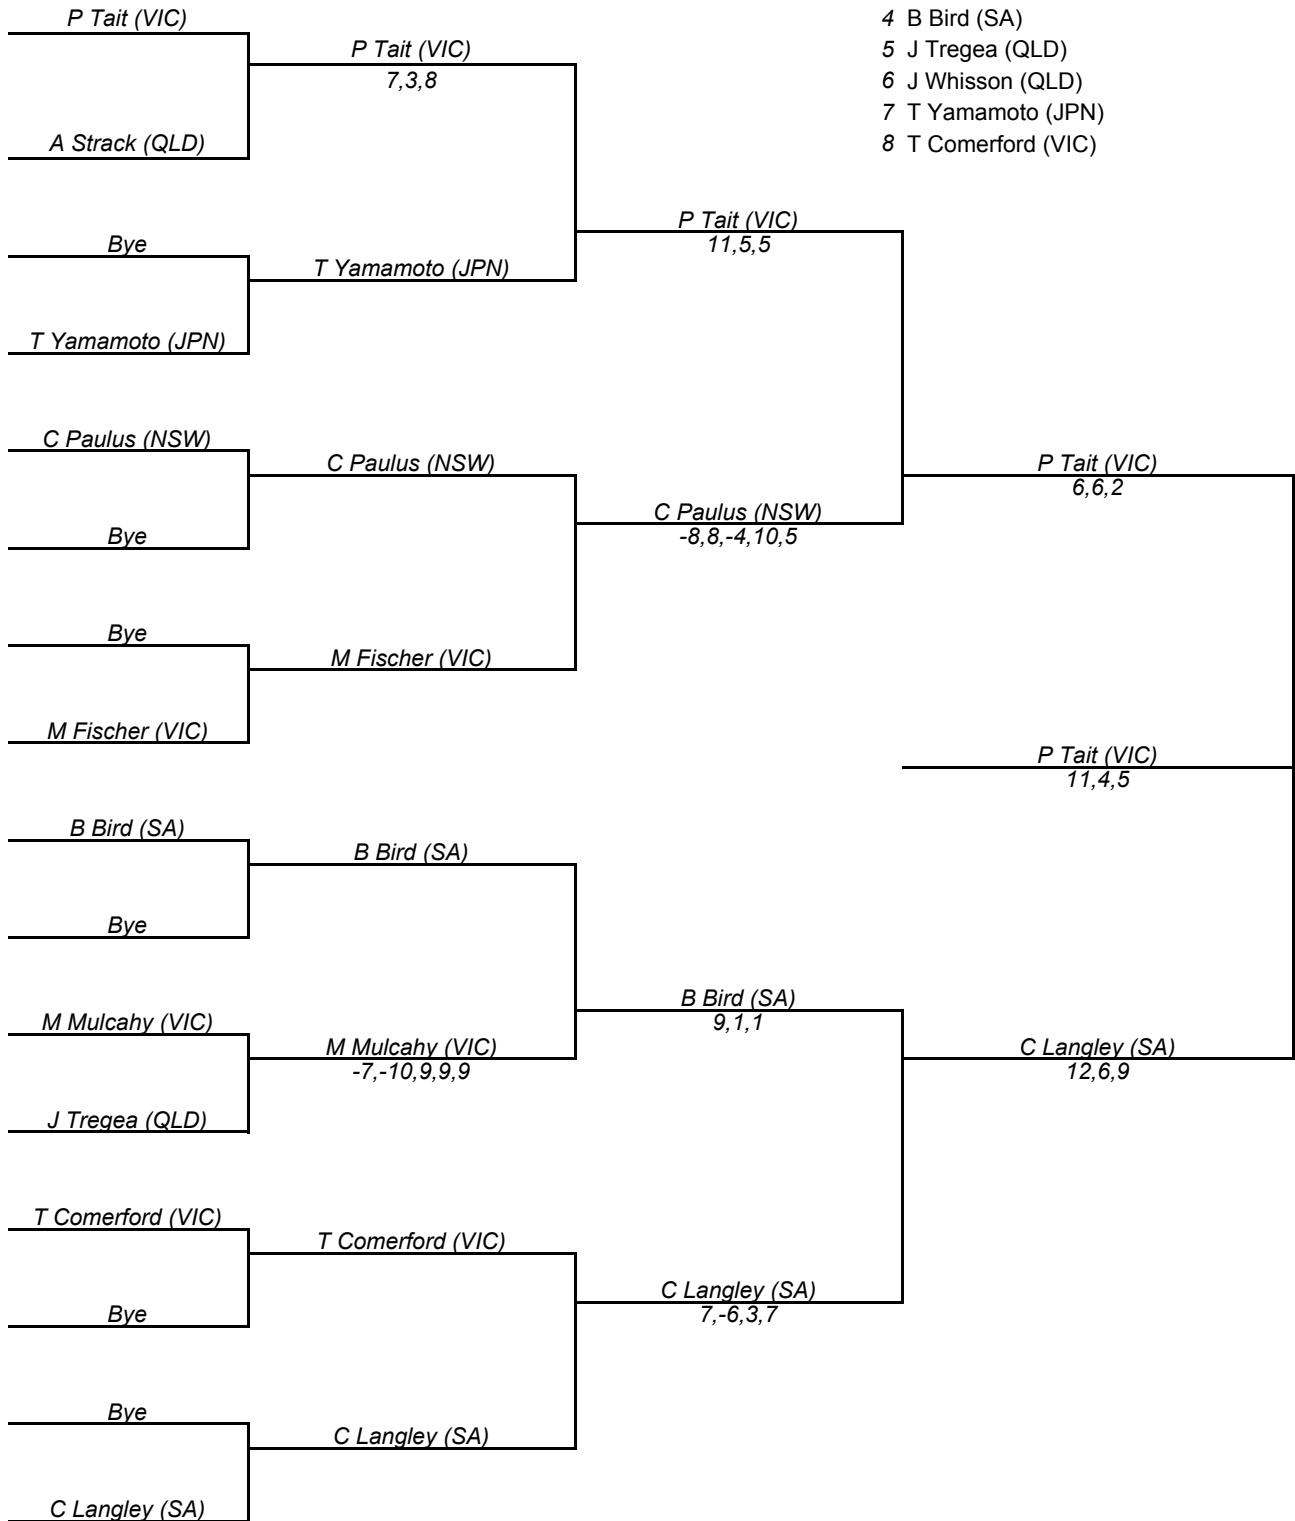 P Tait (VIC)
A Strack (QLD)
Bye
T Yamamoto (JPN)
C Paulus (NSW)
Bye
Bye
M Fischer (VIC)
B Bird (SA)
Bye
M Mulcahy (VIC)
J Tregea (QLD)
T Comerford (VIC)
Bye
Bye
C Langley (SA)
P Tait (VIC)
7,3,8
T Yamamoto (JPN)
C Paulus (NSW)
M Fischer (VIC)
B Bird (SA)
M Mulcahy (VIC)
-7,-10,9,9,9
T Comerford (VIC)
C Langley (SA)
P Tait (VIC)
11,5,5
C Paulus (NSW)
-8,8,-4,10,5
B Bird (SA)
9,1,1
C Langley (SA)
7,-6,3,7
4 B Bird (SA)
5 J Tregea (QLD)
6 J Whisson (QLD)
7 T Yamamoto (JPN)
8 T Comerford (VIC)
P Tait (VIC)
6,6,2
P Tait (VIC)
11,4,5
C Langley (SA)
12,6,9